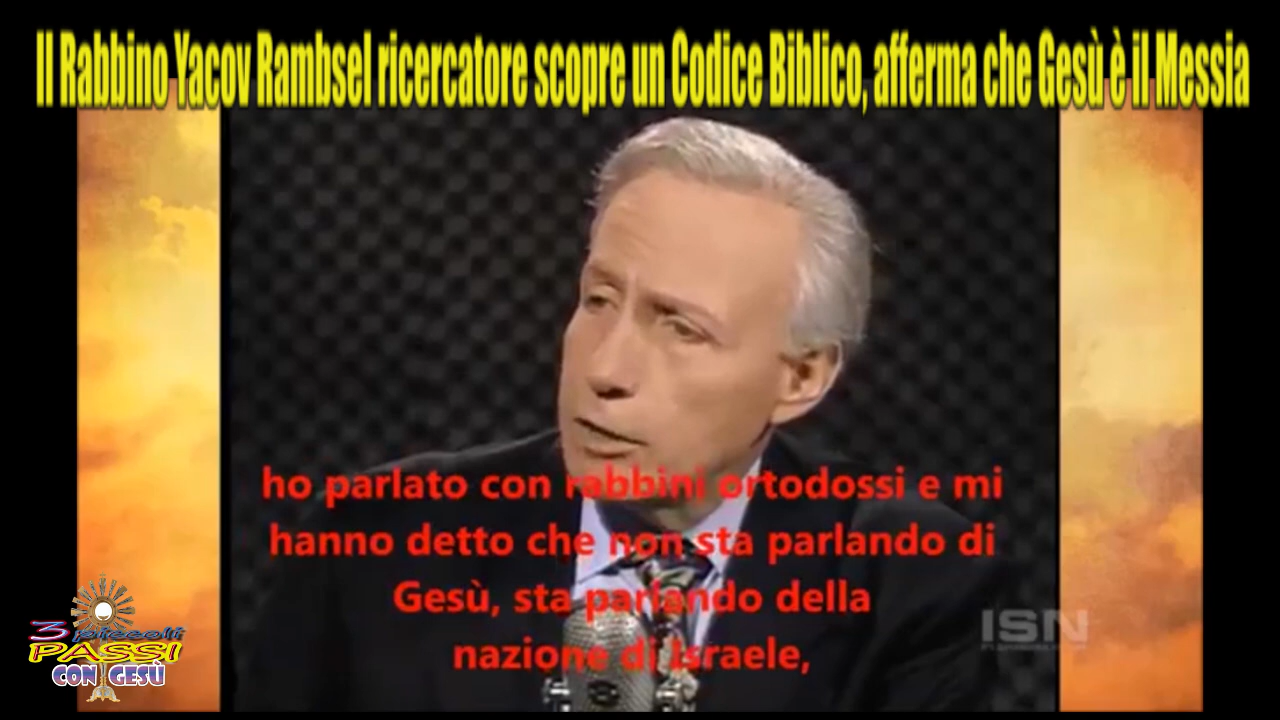 Il Rabbino Yacov Rambsel ricercatore scopre un Codice Biblico, afferma che Gesù è il Messia
ho parlato con rabbini ortodossi e mi
hanno detto che non sta parlando di
Gesù, sta parlando della
nazione di Israele,
ISN
3 piccoli
PASSI
CON GESÙ